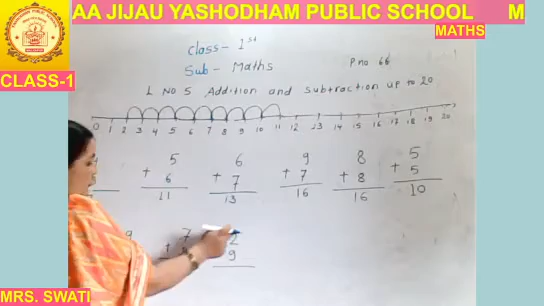 AA JIJAU YASHODHAM PUBLIC SCHOOL M
MATHS
CLASS-1
Class - 1st
Sub - Maths
P no 66
L No 5 Addition and Subtraction up to 20
0 1 2 3 4 5 6 7 8 9 10 11 12 13 14 15 16 17 18 19 20
5 6 9 8 5
+ 6 + 7 + 7 + 8 + 5
11 13 16 16 10
9 7 2
+ 9
MRS. SWATI